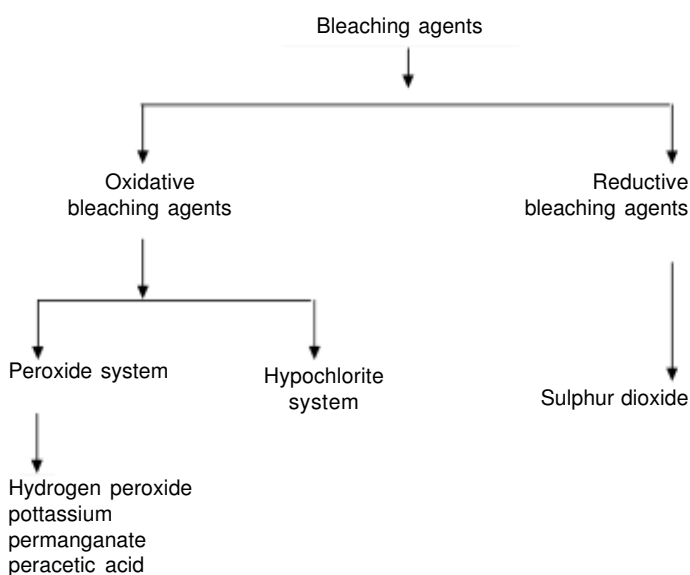 Bleaching agents
Oxidative
bleaching agents
Reductive
bleaching agents
Peroxide system
Hypochlorite
system
Sulphur dioxide
Hydrogen peroxide
pottassium
permanganate
peracetic acid